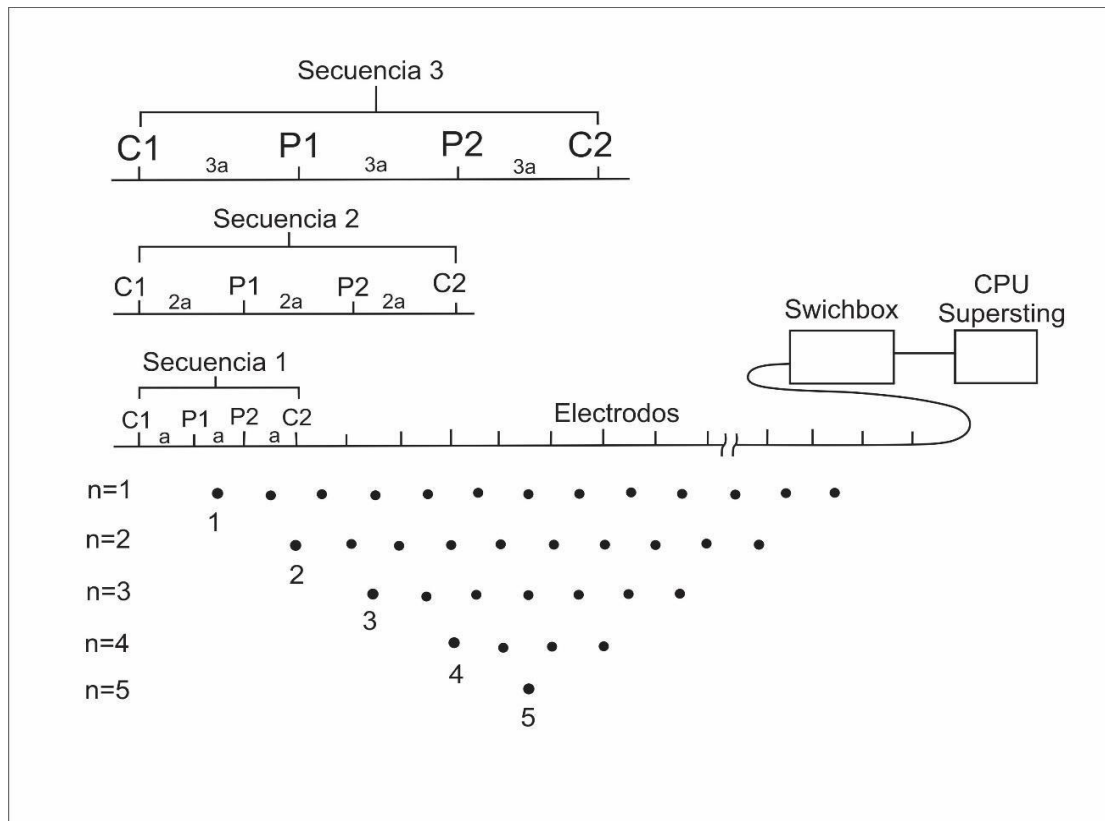 Secuencia 3
C1 P1 P2 C2
3a 3a 3a
Secuencia 2
C1 P1 P2 C2
2a 2a 2a
Swichbox
CPU
Supersting
Secuencia 1
C1 P1 P2 C2
a a a
Electrodos
n=1
1
n=2
2
n=3
3
n=4
4
n=5
5